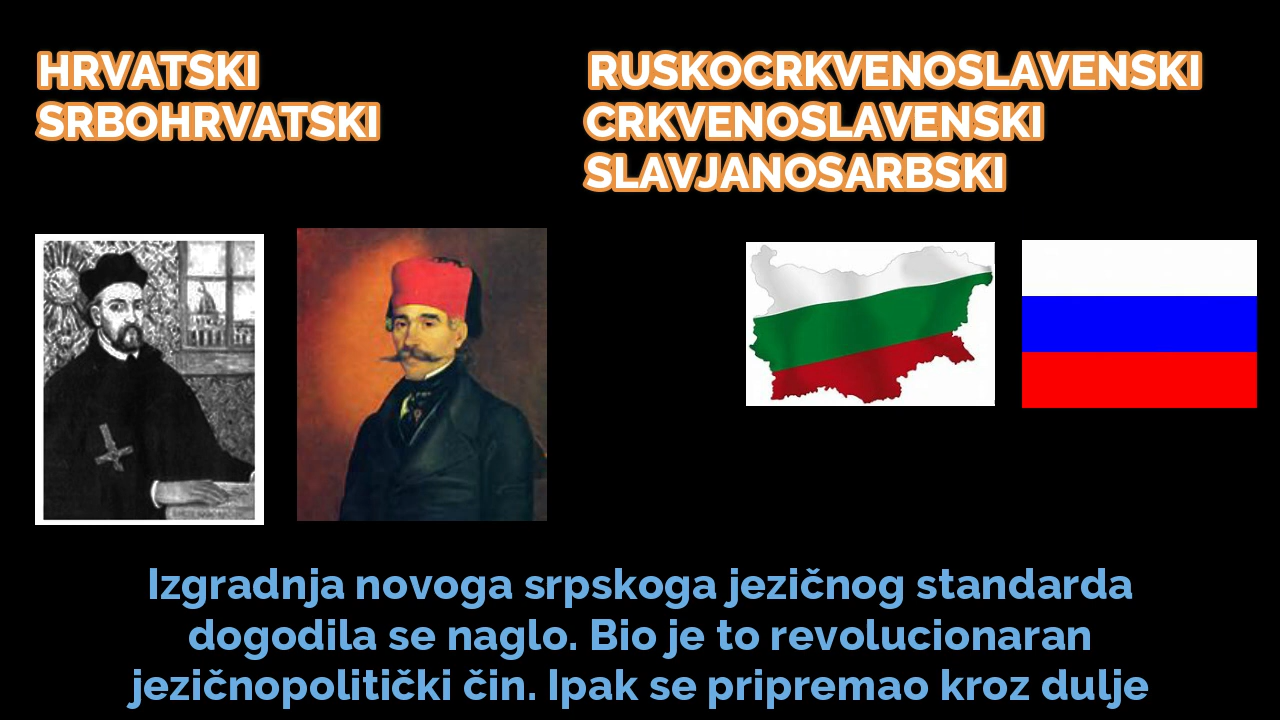 HRVATSKI
SRBOHRVATSKI
RUSKOCRKVENOSLAVENSKI
CRKVENOSLAVENSKI
SLAVJANOSARBSKI
Izgradnja novoga srpskoga jezičnog standarda
dogodila se naglo. Bio je to revolucionaran
jezičnopolitički čin. Ipak se pripremao kroz dulje